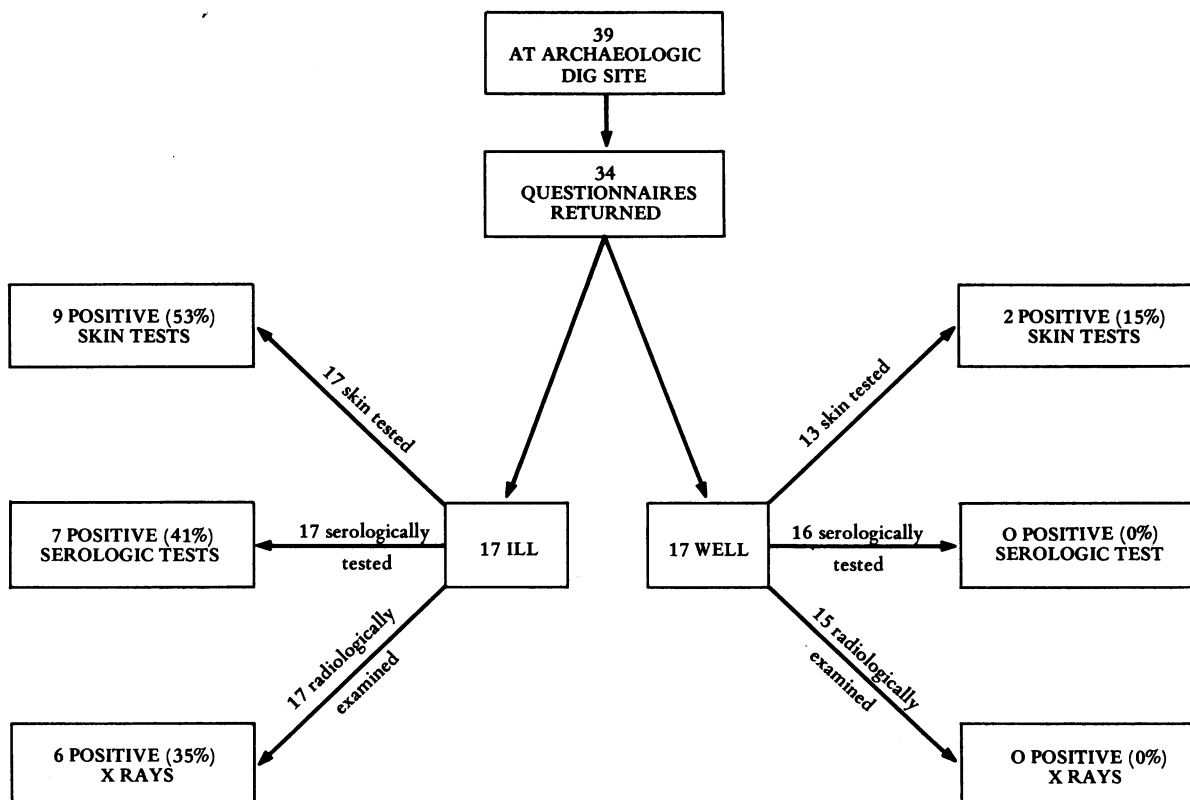 39
AT ARCHAEOLOGIC
DIG SITE
34
QUESTIONNAIRES
RETURNED
9 POSITIVE (53%)
SKIN TESTS
2 POSITIVE (15%)
SKIN TESTS
17 skin tested
13 skin tested
7 POSITIVE (41%)
SEROLOGIC TESTS
17 serologically
tested
17 ILL
17 WELL
16 serologically
tested
O POSITIVE (0%)
SEROLOGIC TEST
17 radiologically
examined
15 radiologically
examined
6 POSITIVE (35%)
X RAYS
O POSITIVE (0%)
X RAYS